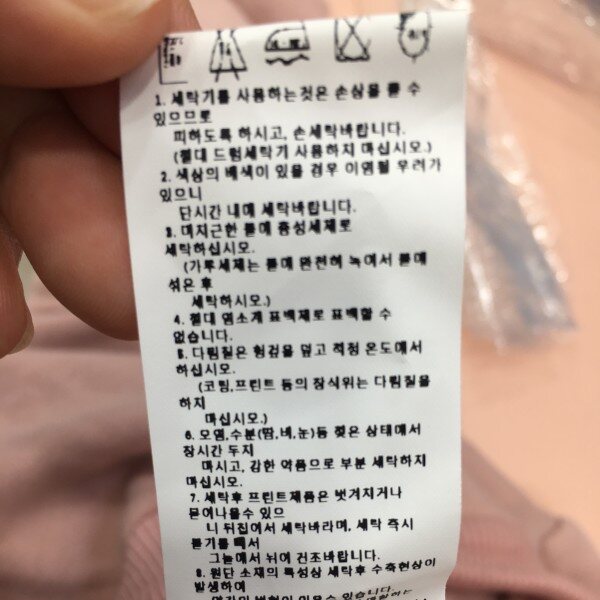 1. 세탁기를 사용하는것은 손상을 줄 수
있으므로
피하도록 하시고, 손세탁바랍니다.
(절대 드럼세탁기 사용하지 마십시오.)
2. 색상의 배색이 있을 경우 이염될 우려가
있으니
단시간 내에 세탁바랍니다.
3. 미지근한 물에 중성세제로
세탁하십시오.
(가루세제는 물에 완전히 녹여서 물에
섞은 후
세탁하시오.)
4. 절대 염소계 표백제로 표백할 수
없습니다.
5. 다림질은 헝겊을 덮고 적정 온도에서
하십시오.
(코팅,프린트 등의 장식위는 다림질을
하지
마십시오.)
6. 오염,수분(땀,비,눈)등 젖은 상태에서
장시간 두지
마시고, 강한 약품으로 부분 세탁하지
마십시오.
7. 세탁후 프린트제품은 벗겨지거나
묻어나올수 있으
니 뒤집어서 세탁바라며, 세탁 즉시
물기를 빼서
그늘에서 뉘어 건조바랍니다.
8. 원단 소재의 특성상 세탁후 수축현상이
발생하여
약간의 변형이 있을수 있습니다.